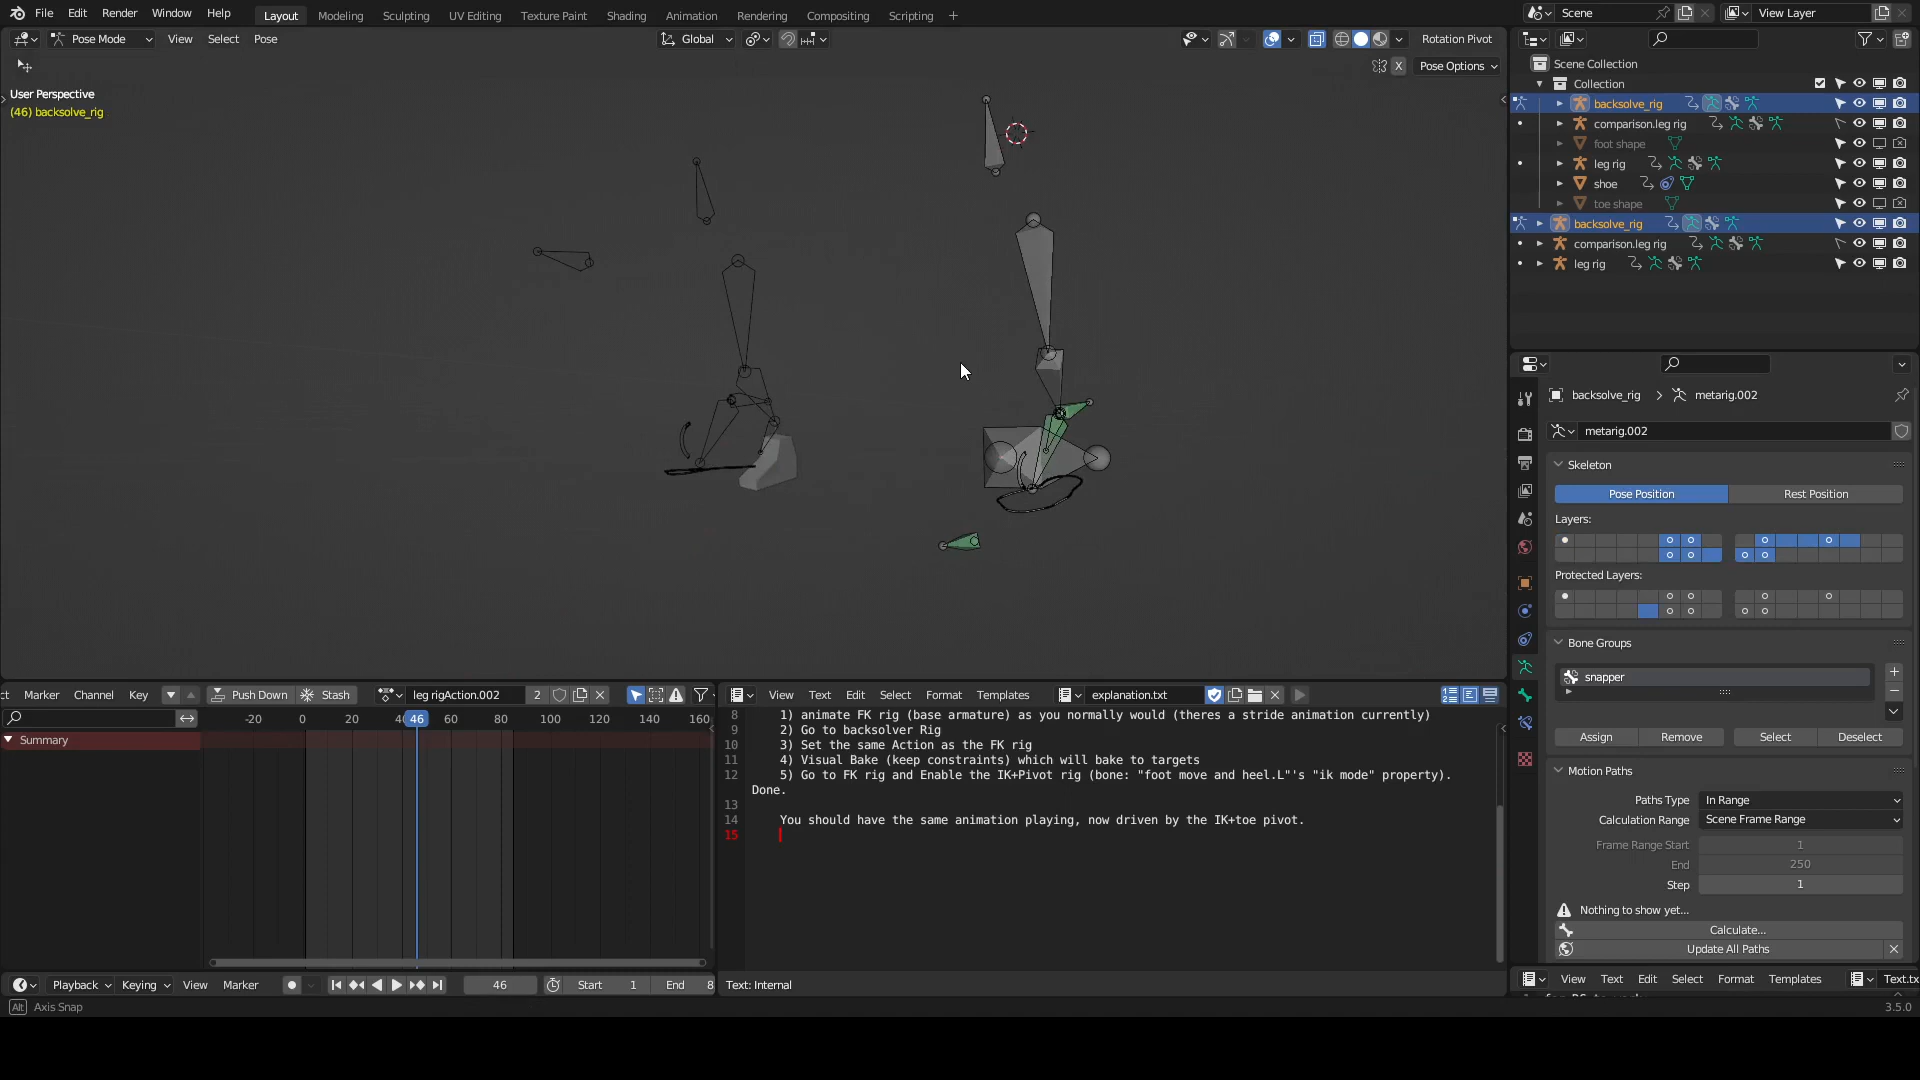 File Edit Render Window Help Layout Modeling Sculpting UV Editing Texture Paint Shading Animation Rendering Compositing Scripting + Scene View Layer
Pose Mode View Select Pose Global Rotation Pivot
X Pose Options
User Perspective
(46) backsolve_rig
Scene Collection
Collection
backsolve_rig
comparison.leg rig
foot shape
leg rig
shoe
toe shape
backsolve_rig
comparison.leg rig
leg rig
backsolve_rig > metarig.002
metarig.002
Skeleton
Pose Position Rest Position
Layers:
Protected Layers:
Bone Groups
snapper
Assign Remove Select Deselect
Motion Paths
Paths Type In Range
Calculation Range Scene Frame Range
Frame Range Start 1
End 250
Step 1
Nothing to show yet...
Calculate...
Update All Paths
View Text Edit Select Format Templates Text.tx
3.5.0
ct Marker Channel Key Push Down Stash leg rigAction.002 2
-20 0 20 40 46 60 80 100 120 140 160
Summary
Playback Keying View Marker 46 Start 1 End 8
View Text Edit Select Format Templates explanation.txt
8 1) animate FK rig (base armature) as you normally would (theres a stride animation currently)
9 2) Go to backsolver Rig
10 3) Set the same Action as the FK rig
11 4) Visual Bake (keep constraints) which will bake to targets
12 5) Go to FK rig and Enable the IK+Pivot rig (bone: "foot move and heel.L"'s "ik mode" property).
Done.
13
14 You should have the same animation playing, now driven by the IK+toe pivot.
15
Text: Internal
Alt Axis Snap